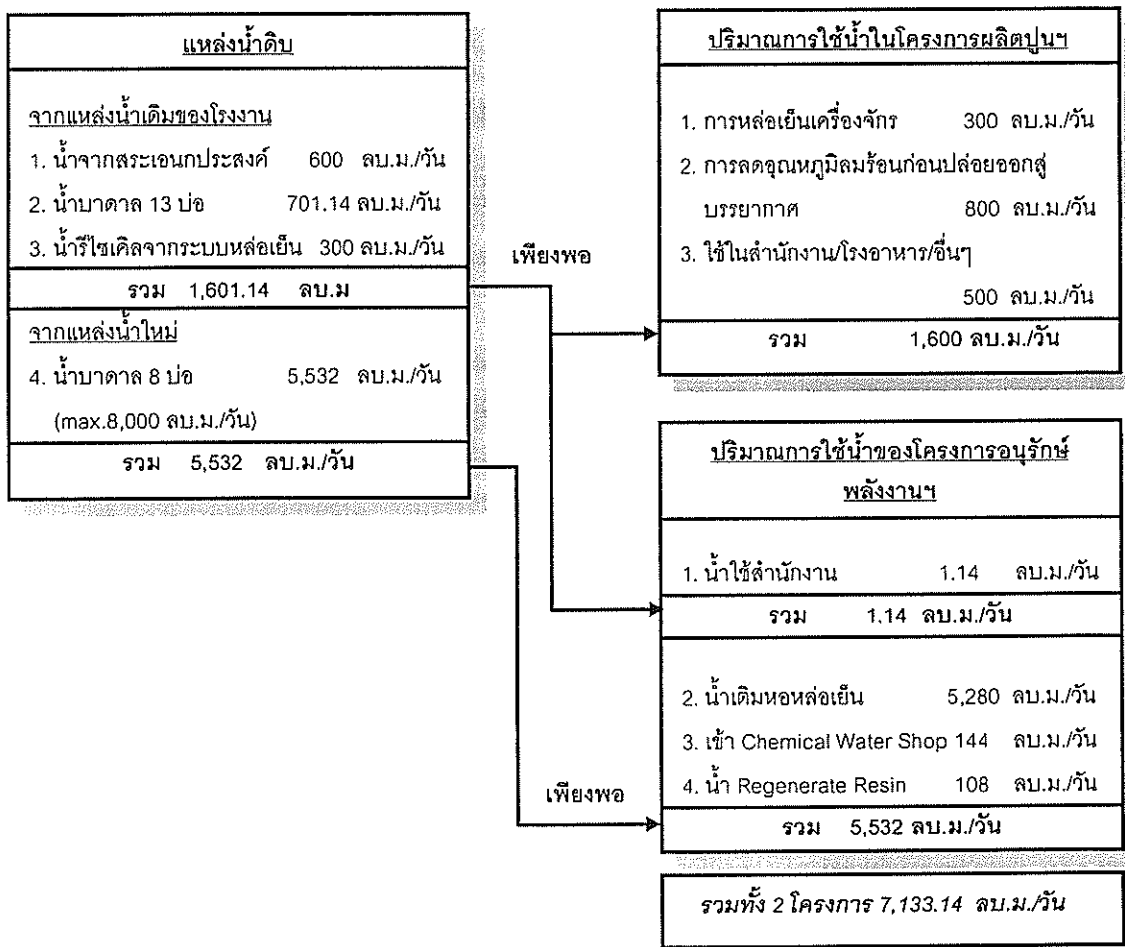 แหล่งน้ำดิบ
จากแหล่งน้ำเดิมของโรงงาน
1. น้ำจากสระเอนกประสงค์ 600 ลบ.ม./วัน
2. น้ำบาดาล 13 บ่อ 701.14 ลบ.ม./วัน
3. น้ำรีไซเคิลจากระบบหล่อเย็น 300 ลบ.ม./วัน
รวม 1,601.14 ลบ.ม
จากแหล่งน้ำใหม่
4. น้ำบาดาล 8 บ่อ 5,532 ลบ.ม./วัน
(max.8,000 ลบ.ม./วัน)
รวม 5,532 ลบ.ม./วัน
เพียงพอ
เพียงพอ
ปริมาณการใช้น้ำในโครงการผลิตปูนฯ
1. การหล่อเย็นเครื่องจักร 300 ลบ.ม./วัน
2. การลดอุณหภูมิลมร้อนก่อนปล่อยออกสู่
บรรยากาศ 800 ลบ.ม./วัน
3. ใช้ในสำนักงาน/โรงอาหาร/อื่นๆ
500 ลบ.ม./วัน
รวม 1,600 ลบ.ม./วัน
ปริมาณการใช้น้ำของโครงการอนุรักษ์
พลังงานฯ
1. น้ำใช้สำนักงาน 1.14 ลบ.ม./วัน
รวม 1.14 ลบ.ม./วัน
2. น้ำเติมหอหล่อเย็น 5,280 ลบ.ม./วัน
3. เข้า Chemical Water Shop 144 ลบ.ม./วัน
4. น้ำ Regenerate Resin 108 ลบ.ม./วัน
รวม 5,532 ลบ.ม./วัน
รวมทั้ง 2 โครงการ 7,133.14 ลบ.ม./วัน